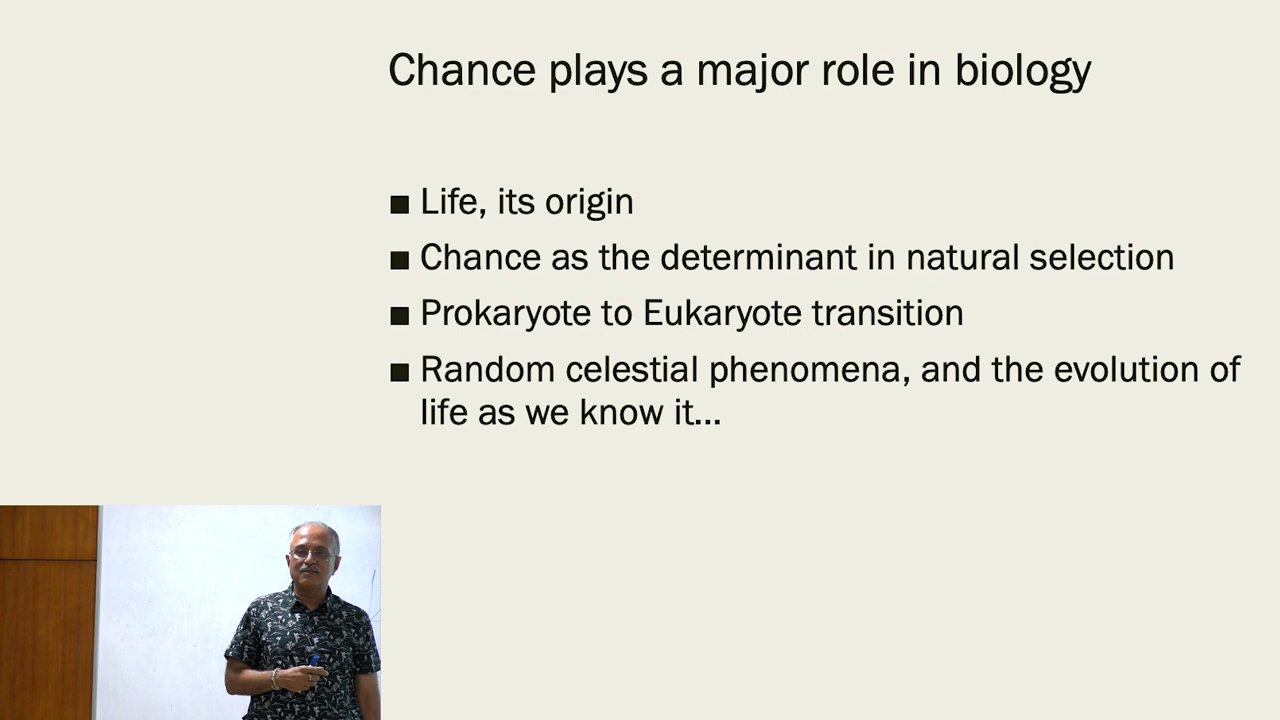 Chance plays a major role in biology
■ Life, its origin
■ Chance as the determinant in natural selection
■ Prokaryote to Eukaryote transition
■ Random celestial phenomena, and the evolution of
life as we know it...